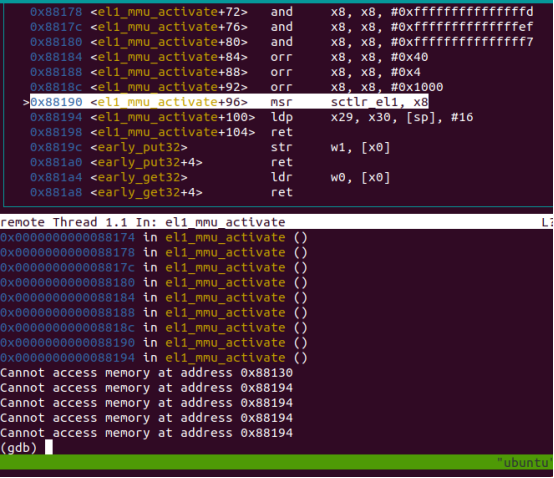 0x88178 <el1_mmu_activate+72> and x8, x8, #0xfffffffffffffffd
0x8817c <el1_mmu_activate+76> and x8, x8, #0xffffffffffffffef
0x88180 <el1_mmu_activate+80> and x8, x8, #0xfffffffffffffff7
0x88184 <el1_mmu_activate+84> orr x8, x8, #0x40
0x88188 <el1_mmu_activate+88> orr x8, x8, #0x4
0x8818c <el1_mmu_activate+92> orr x8, x8, #0x1000
>0x88190 <el1_mmu_activate+96> msr sctlr_el1, x8
0x88194 <el1_mmu_activate+100> ldp x29, x30, [sp], #16
0x88198 <el1_mmu_activate+104> ret
0x8819c <early_put32> str w1, [x0]
0x881a0 <early_put32+4> ret
0x881a4 <early_get32> ldr w0, [x0]
0x881a8 <early_get32+4> ret
remote Thread 1.1 In: el1_mmu_activate L?
0x0000000000088174 in el1_mmu_activate ()
0x0000000000088178 in el1_mmu_activate ()
0x000000000008817c in el1_mmu_activate ()
0x0000000000088180 in el1_mmu_activate ()
0x0000000000088184 in el1_mmu_activate ()
0x0000000000088188 in el1_mmu_activate ()
0x000000000008818c in el1_mmu_activate ()
0x0000000000088190 in el1_mmu_activate ()
0x0000000000088194 in el1_mmu_activate ()
Cannot access memory at address 0x88130
Cannot access memory at address 0x88194
Cannot access memory at address 0x88194
Cannot access memory at address 0x88194
Cannot access memory at address 0x88194
(gdb)
"ubuntu"